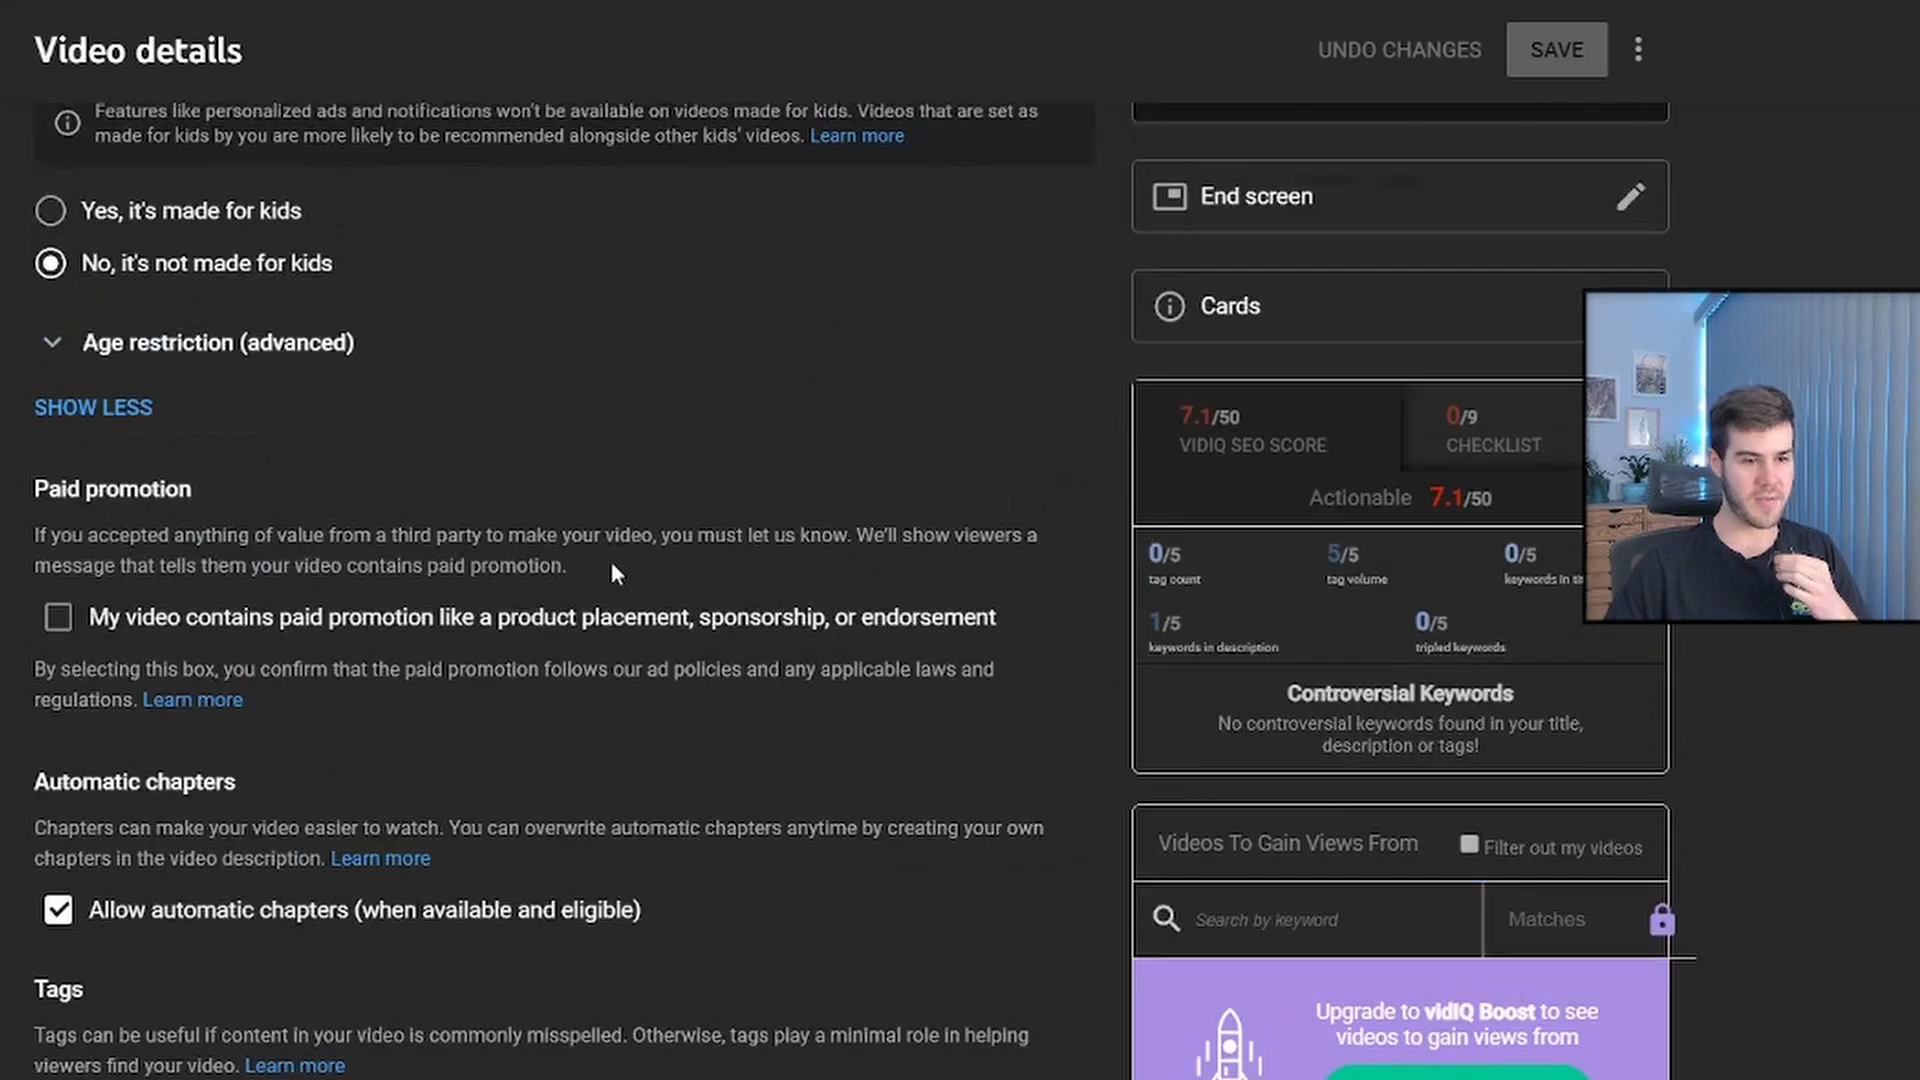 Video details
UNDO CHANGES
SAVE
Features like personalized ads and notifications won't be available on videos made for kids. Videos that are set as
made for kids by you are more likely to be recommended alongside other kids' videos. Learn more
Yes, it's made for kids
No, it's not made for kids
Age restriction (advanced)
SHOW LESS
Paid promotion
If you accepted anything of value from a third party to make your video, you must let us know. We'll show viewers a
message that tells them your video contains paid promotion.
My video contains paid promotion like a product placement, sponsorship, or endorsement
By selecting this box, you confirm that the paid promotion follows our ad policies and any applicable laws and
regulations. Learn more
Automatic chapters
Chapters can make your video easier to watch. You can overwrite automatic chapters anytime by creating your own
chapters in the video description. Learn more
Allow automatic chapters (when available and eligible)
Tags
Tags can be useful if content in your video is commonly misspelled. Otherwise, tags play a minimal role in helping
viewers find your video. Learn more
End screen
Cards
7.1/50
VIDIQ SEO SCORE
0/9
CHECKLIST
Actionable 7.1/50
0/5
tag count
5/5
tag volume
0/5
keywords in
1/5
keywords in description
0/5
tripled keywords
Controversial Keywords
No controversial keywords found in your title,
description or tags!
Videos To Gain Views From
Filter out my videos
Search by keyword
Matches
Upgrade to vidIQ Boost to see
videos to gain views from